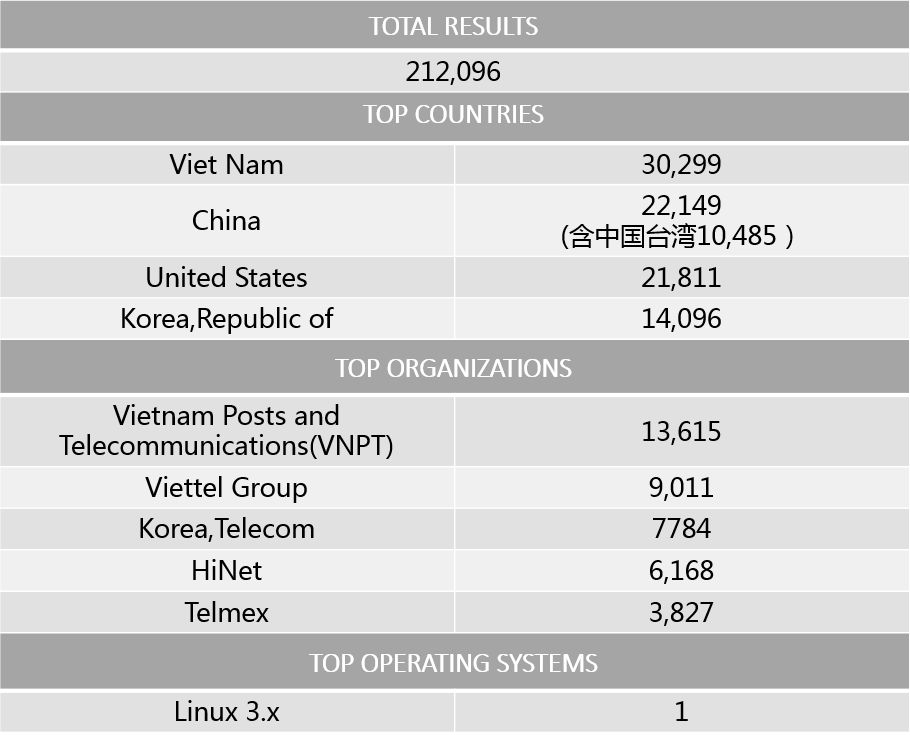 TOTAL RESULTS
212,096
TOP COUNTRIES
Viet Nam 30,299
China 22,149
(含中国台湾10,485 )
United States 21,811
Korea,Republic of 14,096
TOP ORGANIZATIONS
Vietnam Posts and
Telecommunications(VNPT) 13,615
Viettel Group 9,011
Korea,Telecom 7784
HiNet 6,168
Telmex 3,827
TOP OPERATING SYSTEMS
Linux 3.x 1